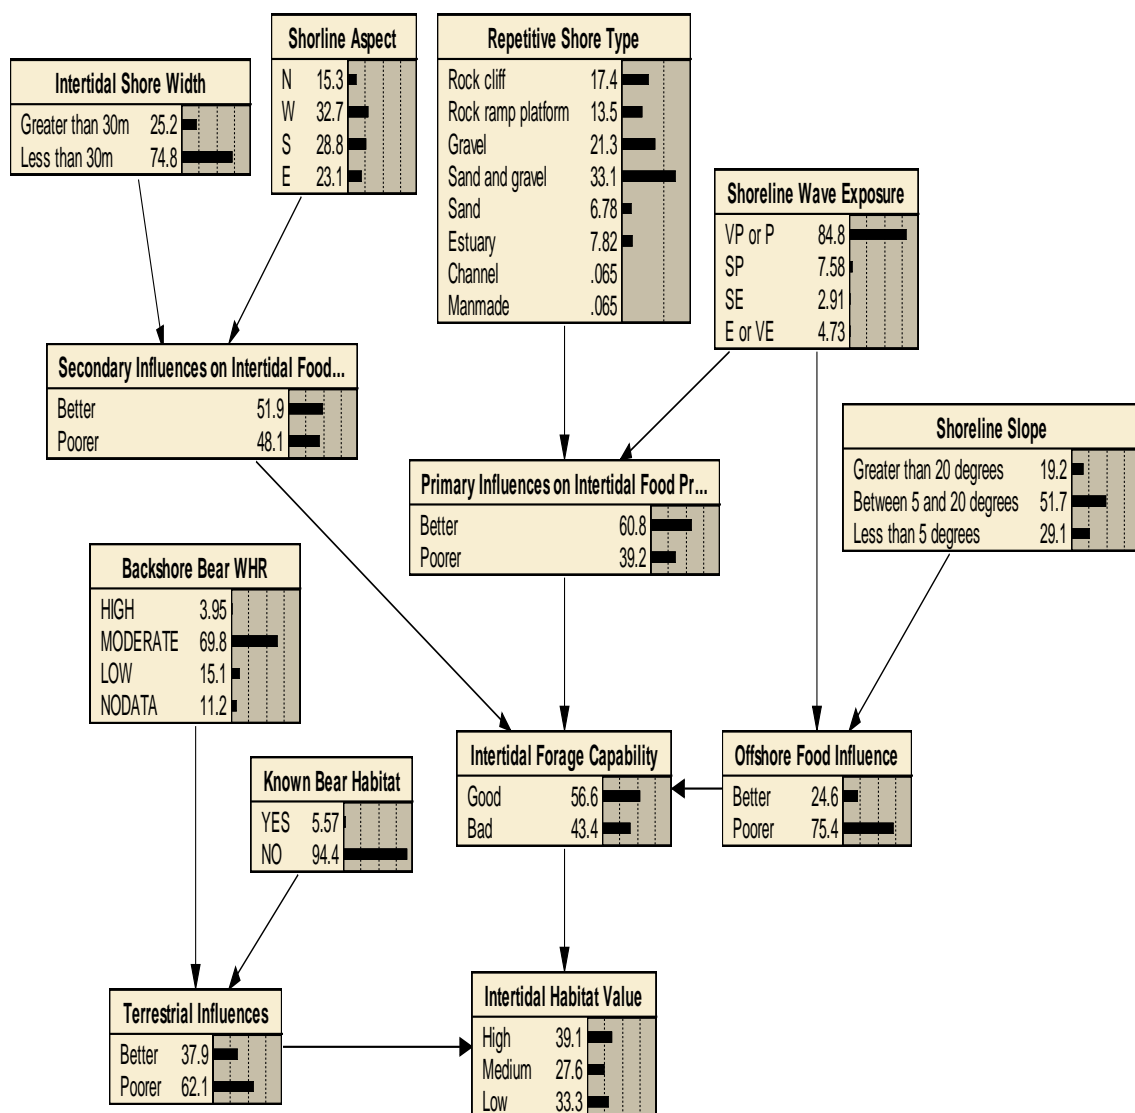 Intertidal Shore Width
Greater than 30m 25.2
Less than 30m 74.8
Shorline Aspect
N 15.3
W 32.7
S 28.8
E 23.1
Repetitive Shore Type
Rock cliff 17.4
Rock ramp platform 13.5
Gravel 21.3
Sand and gravel 33.1
Sand 6.78
Estuary 7.82
Channel .065
Manmade .065
Shoreline Wave Exposure
VP or P 84.8
SP 7.58
SE 2.91
E or VE 4.73
Secondary Influences on Intertidal Food...
Better 51.9
Poorer 48.1
Primary Influences on Intertidal Food Pr...
Better 60.8
Poorer 39.2
Shoreline Slope
Greater than 20 degrees 19.2
Between 5 and 20 degrees 51.7
Less than 5 degrees 29.1
Backshore Bear WHR
HIGH 3.95
MODERATE 69.8
LOW 15.1
NODATA 11.2
Known Bear Habitat
YES 5.57
NO 94.4
Intertidal Forage Capability
Good 56.6
Bad 43.4
Offshore Food Influence
Better 24.6
Poorer 75.4
Terrestrial Influences
Better 37.9
Poorer 62.1
Intertidal Habitat Value
High 39.1
Medium 27.6
Low 33.3